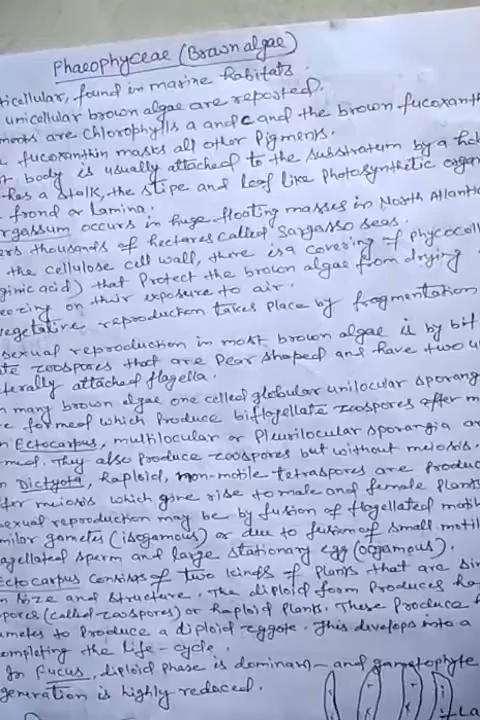 Phaeophyceae (Brown algae)
ticellular, found in marine habitats.
unicellular brown algae are reported.
ments are Chlorophylls a and c and the brown fucoxanth
fucoxanthin masks all other Pigments.
body is usually attached to the substratum by a
has a stalk, the stipe and leaf like Photosynthetic organ
frond or Lamina.
rgassum occurs in huge floating masses in North Atlantic
ers thousands of hectares called Sargasso seas.
the cellulose cell wall, there is a covering of phycocoll
ginic acid) that Protect the brown algae from drying
eezing on their exposure to air.
vegetative reproduction takes Place by fragmentation
sexual reproduction in most brown algae is by bif
ate zoospores that are Pear shaped and have two u
terally attached flagella.
n many brown algae one celled globular unilocular sporang
e formed which Produce biflagellate zoospores after m
n Ectocarpus, multilocular or Pleurilocular sporangia ar
med. They also Produce zoospores but without meiosis.
n Dictyota, haploid, non-motile tetraspores are produc
fter meiosis which give rise to male and female Plants
sexual reproduction may be by fusion of flagellated motil
milar gametes (isogamous) or due to fusion of small motil
agellated sperm and large stationary egg (oogamous).
Ectocarpus consists of two kinds of Plants that are sim
n size and structure. The diploid form Produces ha
pores (called zoospores) or haploid Plants. These Produce
ametes to Produce a diploid zygote. This develops into a
ompleting the life-cycle.
In Fucus, diploid phase is dominant and gametophyte
generation is highly reduced.
La